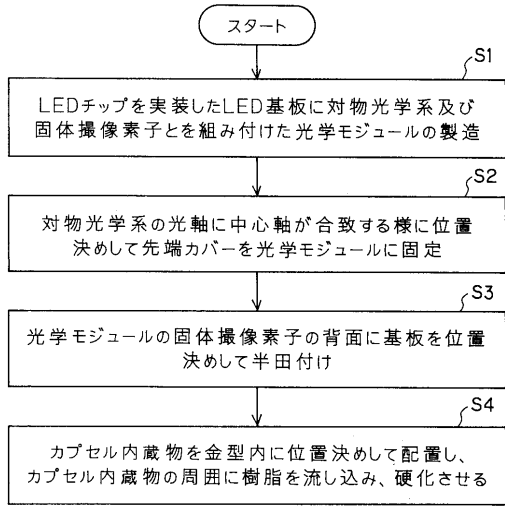 スタート
S1
LEDチップを実装したLED基板に対物光学系及び
固体撮像素子とを組み付けた光学モジュールの製造
S2
対物光学系の光軸に中心軸が合致する様に位置
決めして先端カバーを光学モジュールに固定
S3
光学モジュールの固体撮像素子の背面に基板を位置
決めして半田付け
S4
カプセル内蔵物を金型内に位置決めして配置し、
カプセル内蔵物の周囲に樹脂を流し込み、硬化させる